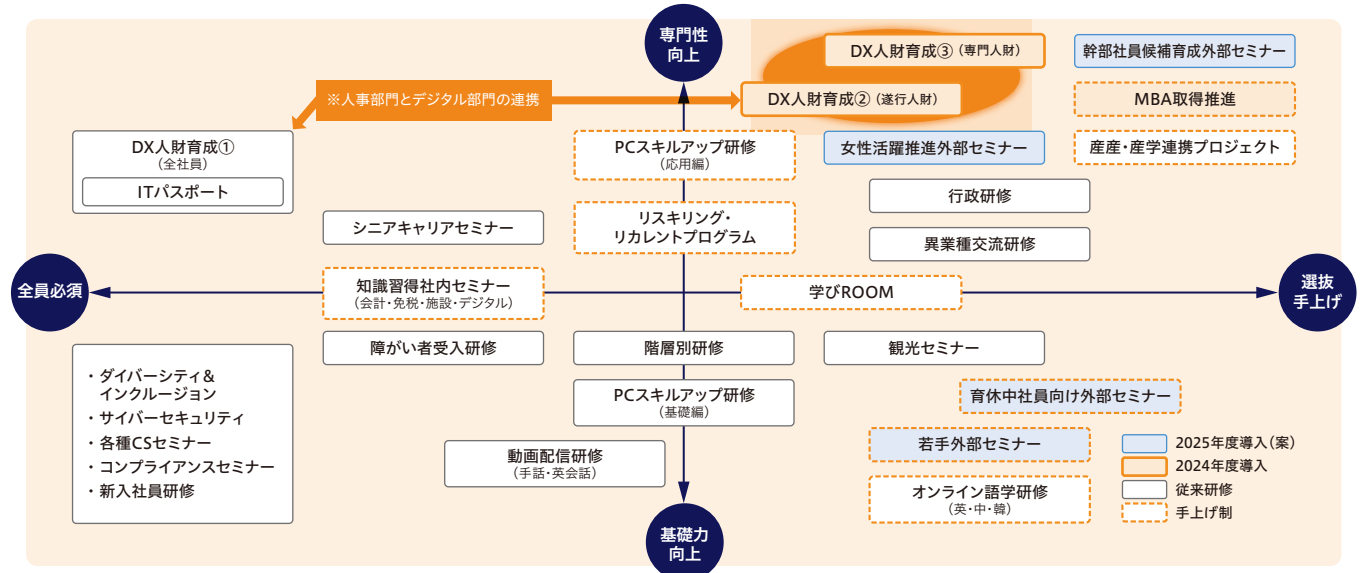 専門性
向上
DX人財育成③（専門人財）
幹部社員候補育成外部セミナー
※人事部門とデジタル部門の連携
DX人財育成②（遂行人財）
MBA取得推進
DX人財育成①
（全社員）
ITパスポート
PCスキルアップ研修
（応用編）
女性活躍推進外部セミナー
産産・産学連携プロジェクト
行政研修
シニアキャリアセミナー
リスキリング・
リカレントプログラム
異業種交流研修
全員必須
知識習得社内セミナー
（会計・免税・施設・デジタル）
学びROOM
選抜
手上げ
障がい者受入研修
階層別研修
観光セミナー
・ダイバーシティ＆
インクルージョン
・サイバーセキュリティ
・各種CSセミナー
・コンプライアンスセミナー
・新入社員研修
PCスキルアップ研修
（基礎編）
育休中社員向け外部セミナー
動画配信研修
（手話・英会話）
若手外部セミナー
オンライン語学研修
（英・中・韓）
2025年度導入（案）
2024年度導入
従来研修
手上げ制
基礎力
向上